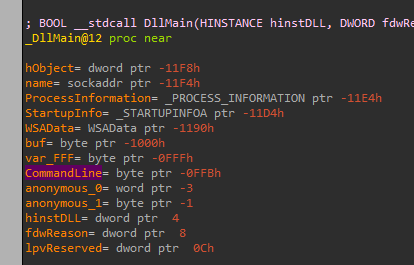 ; BOOL __stdcall DllMain(HINSTANCE hinstDLL, DWORD fdwReas
_DllMain@12 proc near
hObject= dword ptr -11F8h
name= sockaddr ptr -11F4h
ProcessInformation= _PROCESS_INFORMATION ptr -11E4h
StartupInfo= _STARTUPINFOA ptr -11D4h
WSAData= WSAData ptr -1190h
buf= byte ptr -1000h
var_FFF= byte ptr -0FFFh
CommandLine= byte ptr -0FFBh
anonymous_0= word ptr -3
anonymous_1= byte ptr -1
hinstDLL= dword ptr  4
fdwReason= dword ptr  8
lpvReserved= dword ptr  0Ch